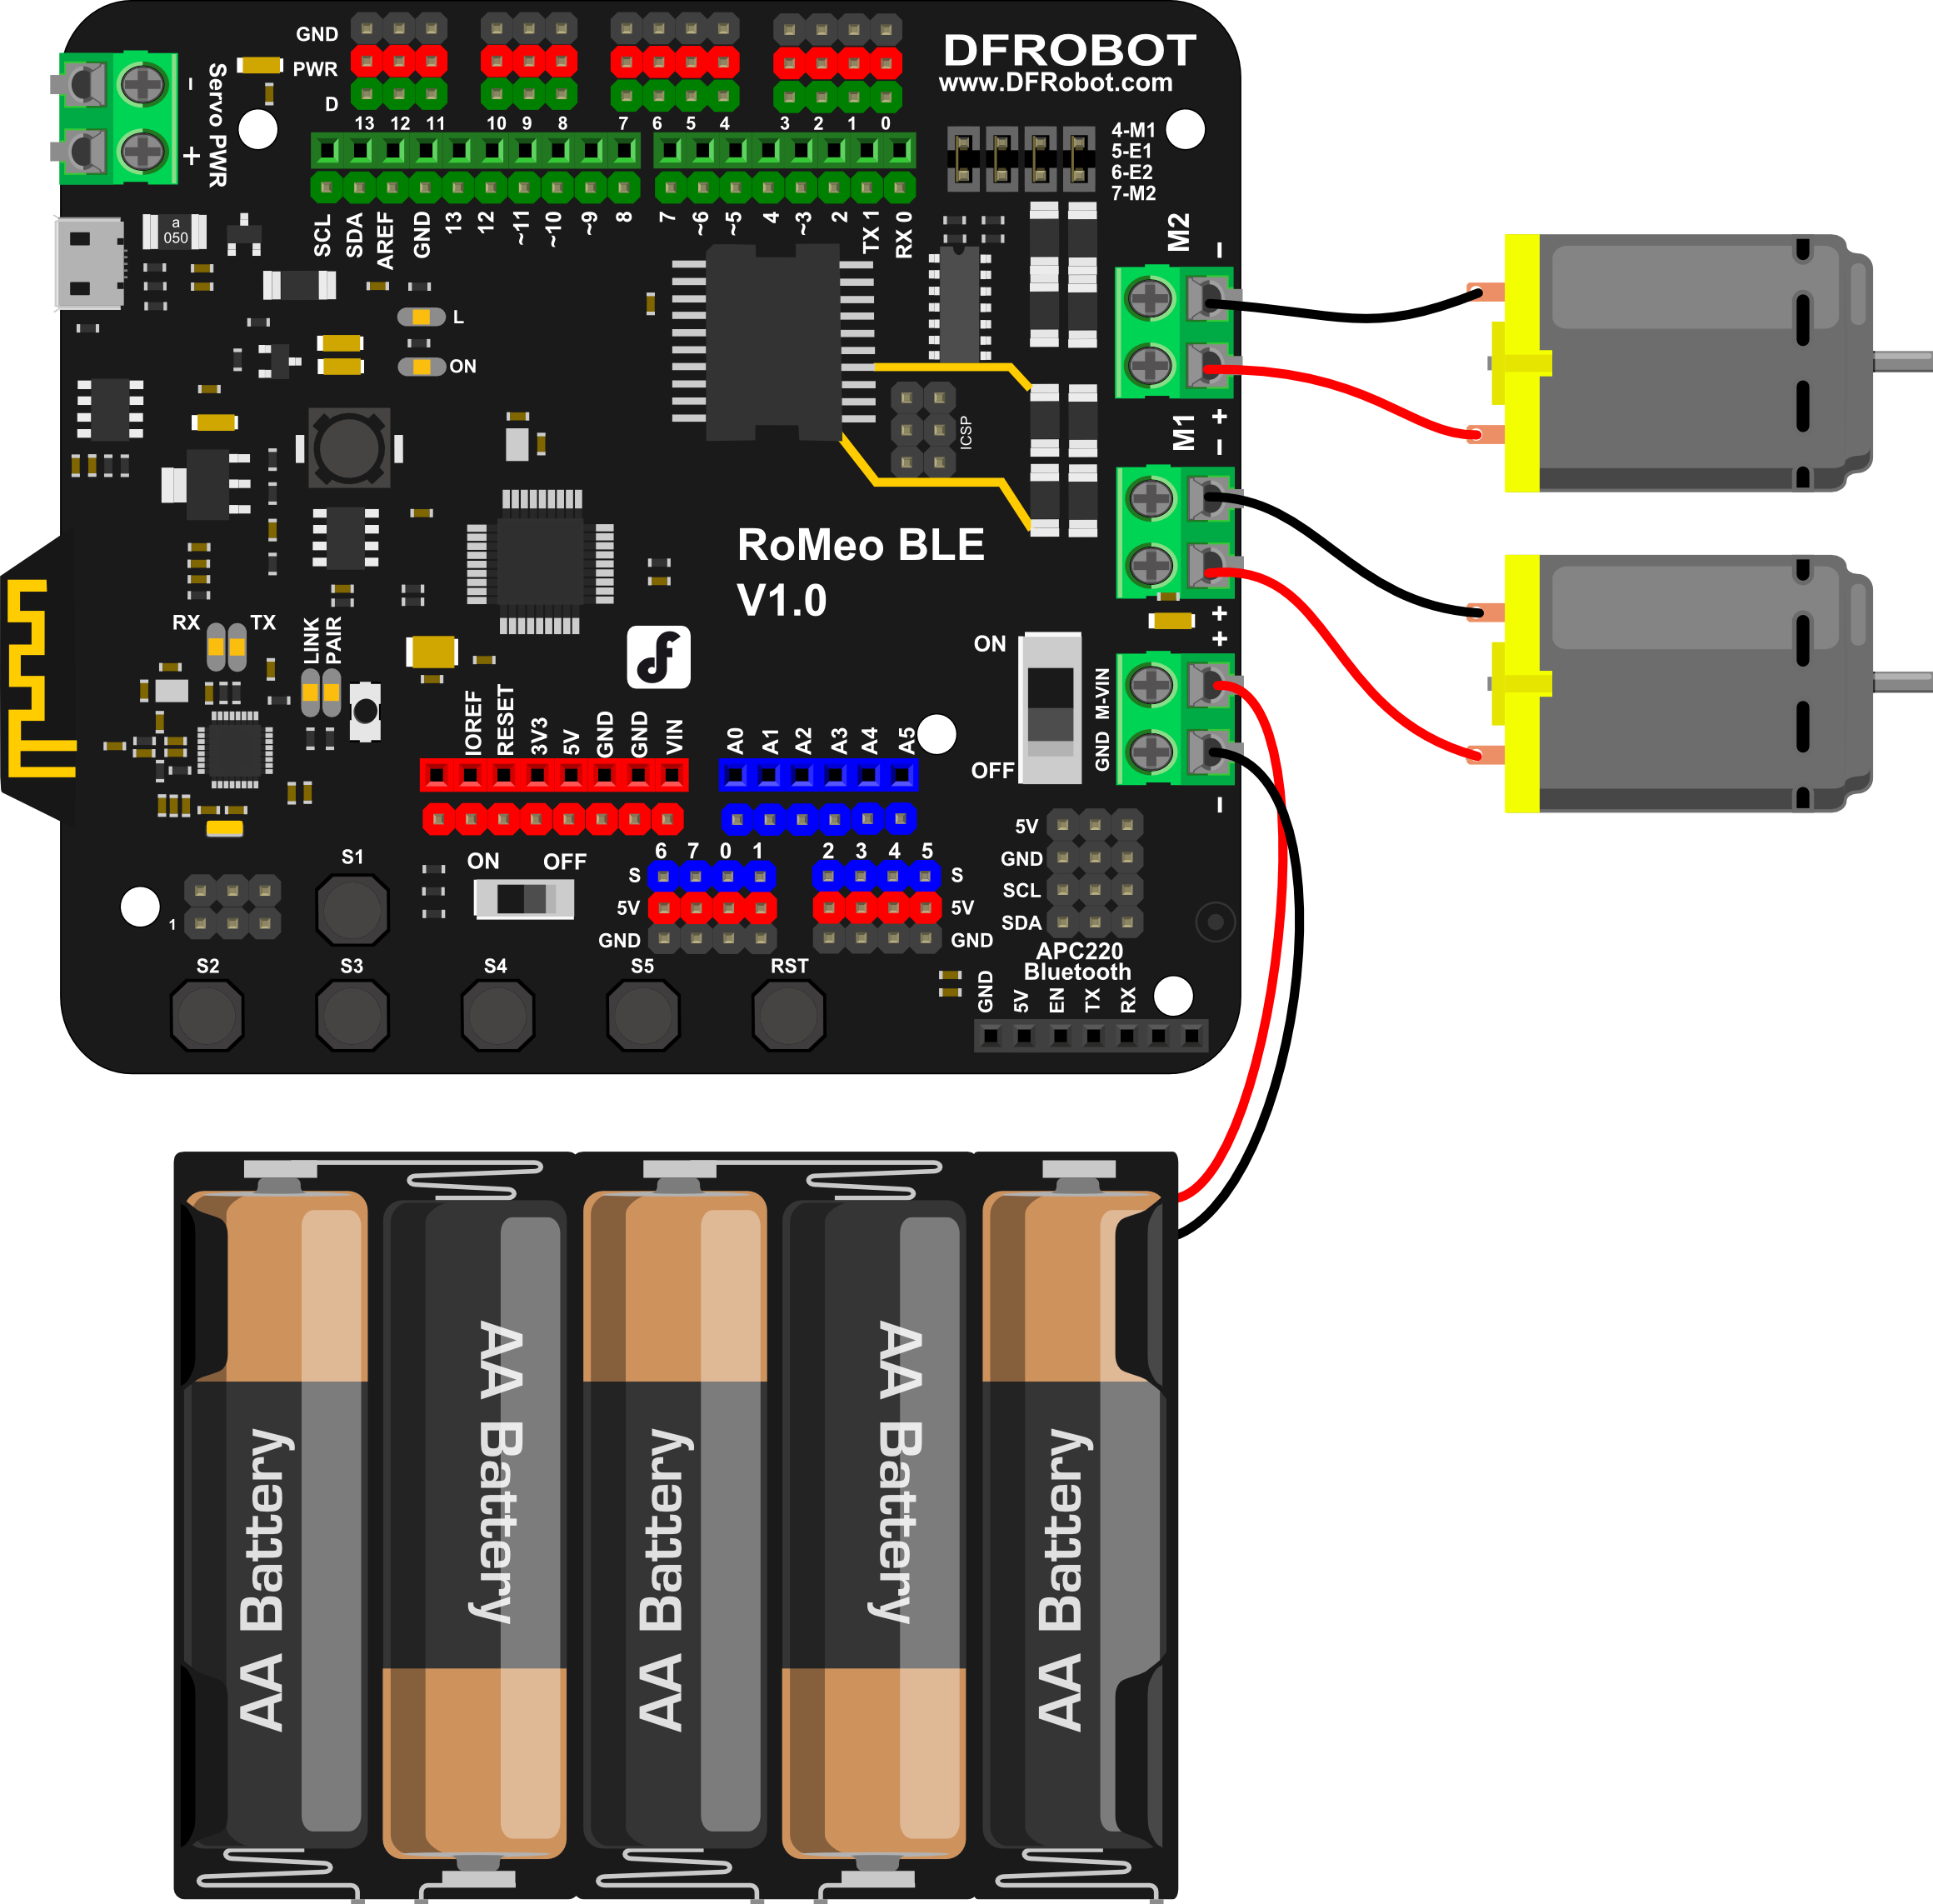 GND
PWR
D
13 12 11 10 9 8 7 6 5 4 3 2 1 0
DFROBOT
www.DFRobot.com
- + Servo PWR
4-M1
5-E1
6-E2
7-M2
SCL SDA AREF GND 13 12 ~11 ~10 ~9 8 7 ~6 ~5 4 ~3 2 TX 1 RX 0
a
050
L
ON
M2 -
+
M1 -
+
ICSP
RoMeo BLE
V1.0
RX TX
LINK
PAIR
ON
OFF
+
M-VIN
GND
-
IOREF RESET 3V3 5V GND GND VIN
A0 A1 A2 A3 A4 A5
S1
ON OFF
6 7 0 1 2 3 4 5
S S
5V 5V
GND GND
5V
GND
SCL
SDA
1
APC220
Bluetooth
GND 5V EN TX RX
S2 S3 S4 S5 RST
AA Battery
AA Battery
AA Battery
AA Battery
AA Battery